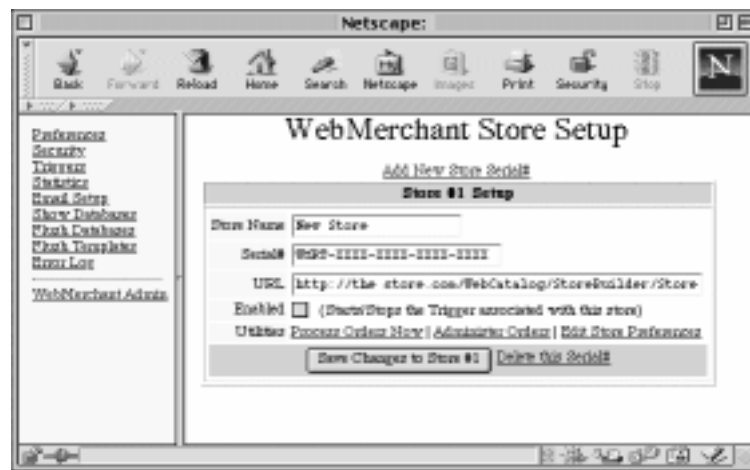 Netscape:
Back Forward Reload Home Search Netscape Images Print Security Stop
N
Preferences
Security
Triggers
Statistics
Email Setup
Show Databases
Flush Databases
Flush Templates
Error Log
WebMerchant Admin
WebMerchant Store Setup
Add New Store Serial#
Store #1 Setup
Store Name New Store
Serial#
URL http://the store.com/WebCatalog/StoreBuilder/Store
Enabled (Starts/Stops the Trigger associated with this store)
Utilities Process Orders Now | Administer Orders | Edit Store Preferences
Save Changes to Store #1 Delete this Serial#